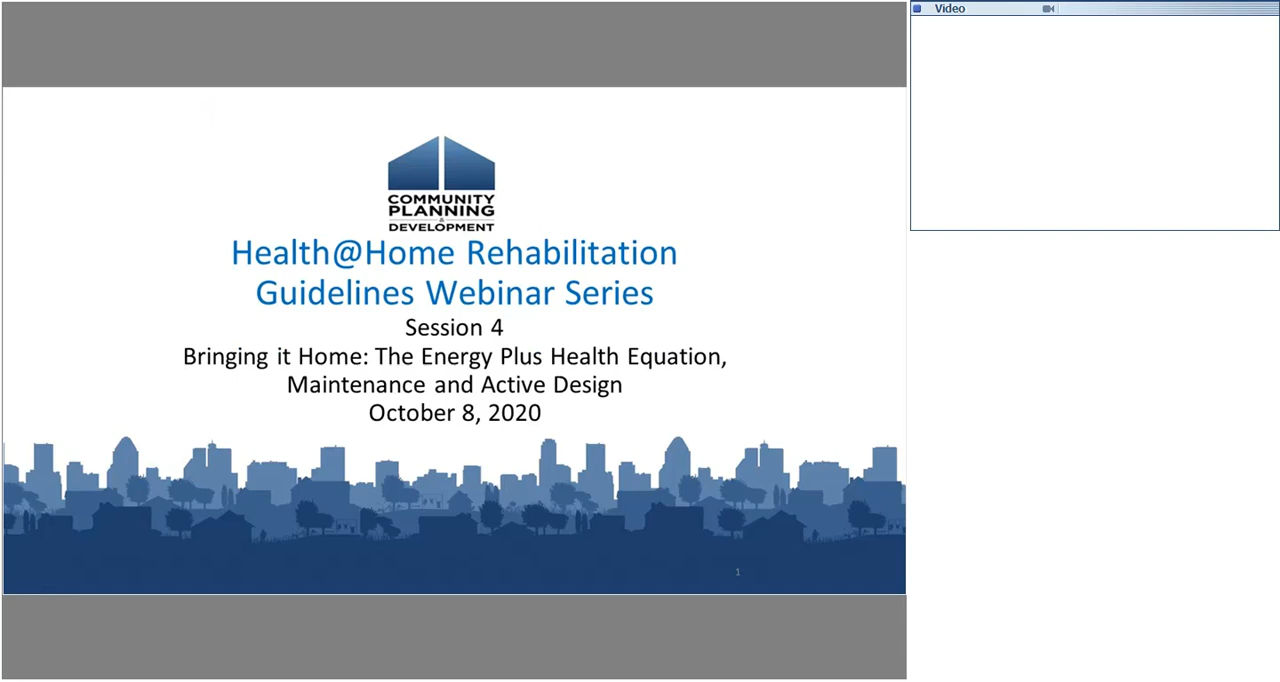 Video
COMMUNITY
PLANNING
&
DEVELOPMENT
Health@Home Rehabilitation
Guidelines Webinar Series
Session 4
Bringing it Home: The Energy Plus Health Equation,
Maintenance and Active Design
October 8, 2020
1